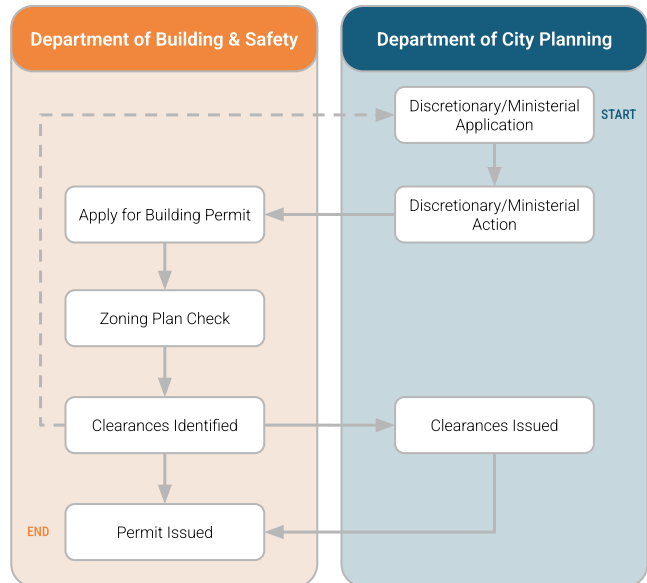 Department of Building & Safety
Department of City Planning
Discretionary/Ministerial
Application
START
Apply for Building Permit
Discretionary/Ministerial
Action
Zoning Plan Check
Clearances Identified
Clearances Issued
END
Permit Issued